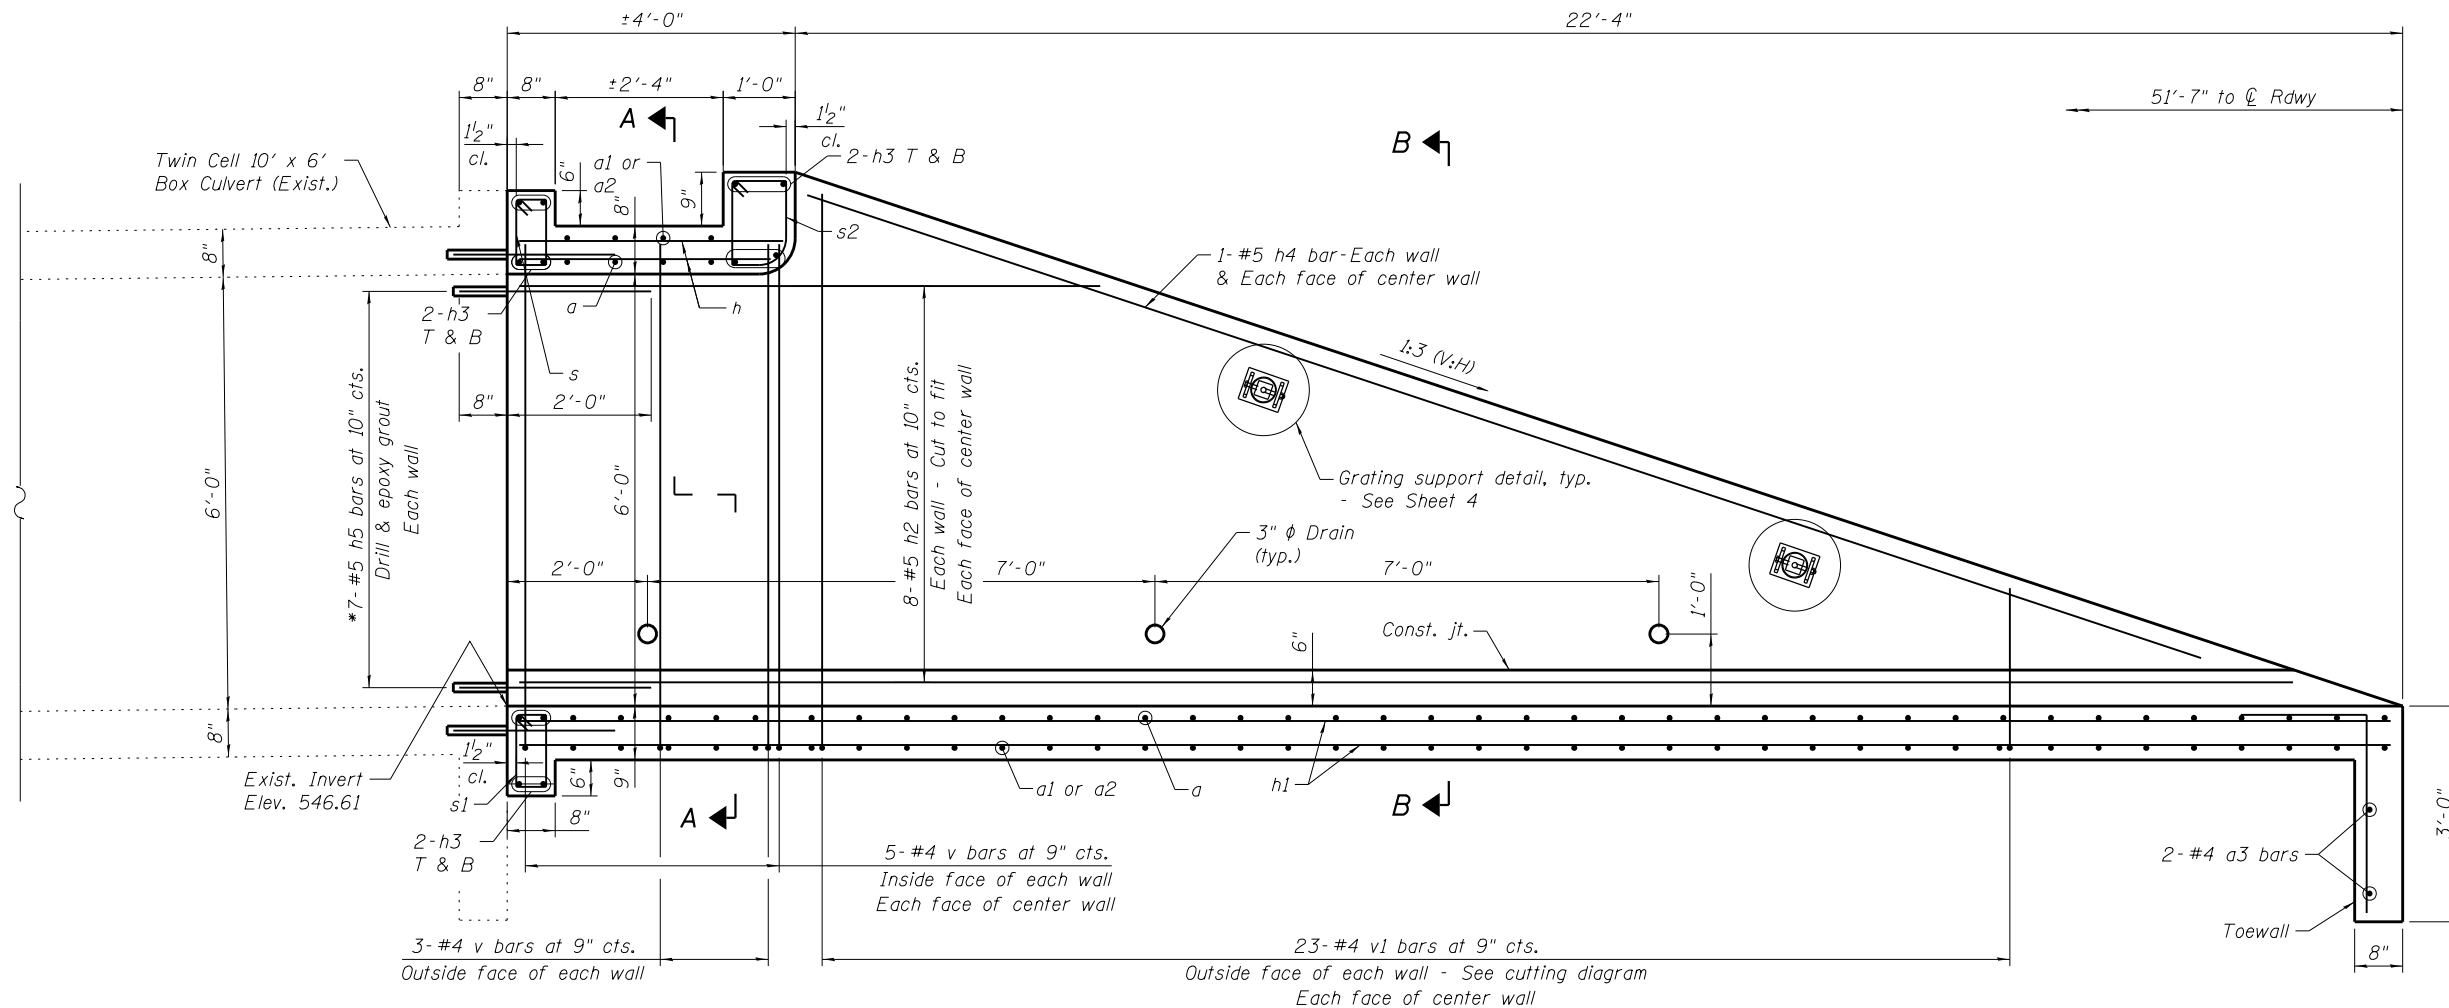 ±4'-0"
22'-4"
8"
8"
±2'-4"
1'-0"
51'-7" to ℄ Rdwy
A
1½"
cl.
B
1½"
cl.
Twin Cell 10' x 6'
Box Culvert (Exist.)
6"
a1 or
a2
8"
9"
2-h3 T & B
s2
8"
1-#5 h4 bar-Each wall
& Each face of center wall
2-h3
T & B
a
h
s
1:3 (V:H)
8"
2'-0"
*7-#5 h5 bars at 10" cts.
Drill & epoxy grout
Each wall
6'-0"
6'-0"
8-#5 h2 bars at 10" cts.
Each wall - Cut to fit
Each face of center wall
Grating support detail, typ.
- See Sheet 4
3" ϕ Drain
(typ.)
2'-0"
7'-0"
7'-0"
1'-0"
6"
Const. jt.
8"
1½"
cl.
Exist. Invert
Elev. 546.61
s1
6"
9"
8"
2-h3
T & B
A
a1 or a2
a
h1
B
3'-0"
2-#4 a3 bars
Toewall
8"
5-#4 v bars at 9" cts.
Inside face of each wall
Each face of center wall
3-#4 v bars at 9" cts.
Outside face of each wall
23-#4 v1 bars at 9" cts.
Outside face of each wall - See cutting diagram
Each face of center wall